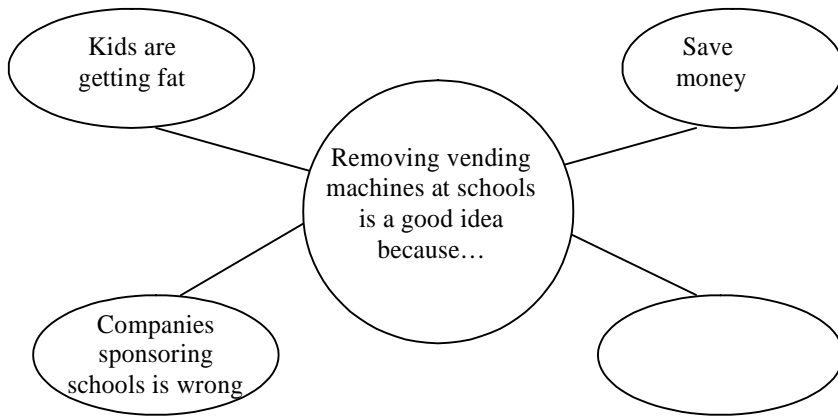 Kids are
getting fat
Save
money
Removing vending
machines at schools
is a good idea
because…
Companies
sponsoring
schools is wrong